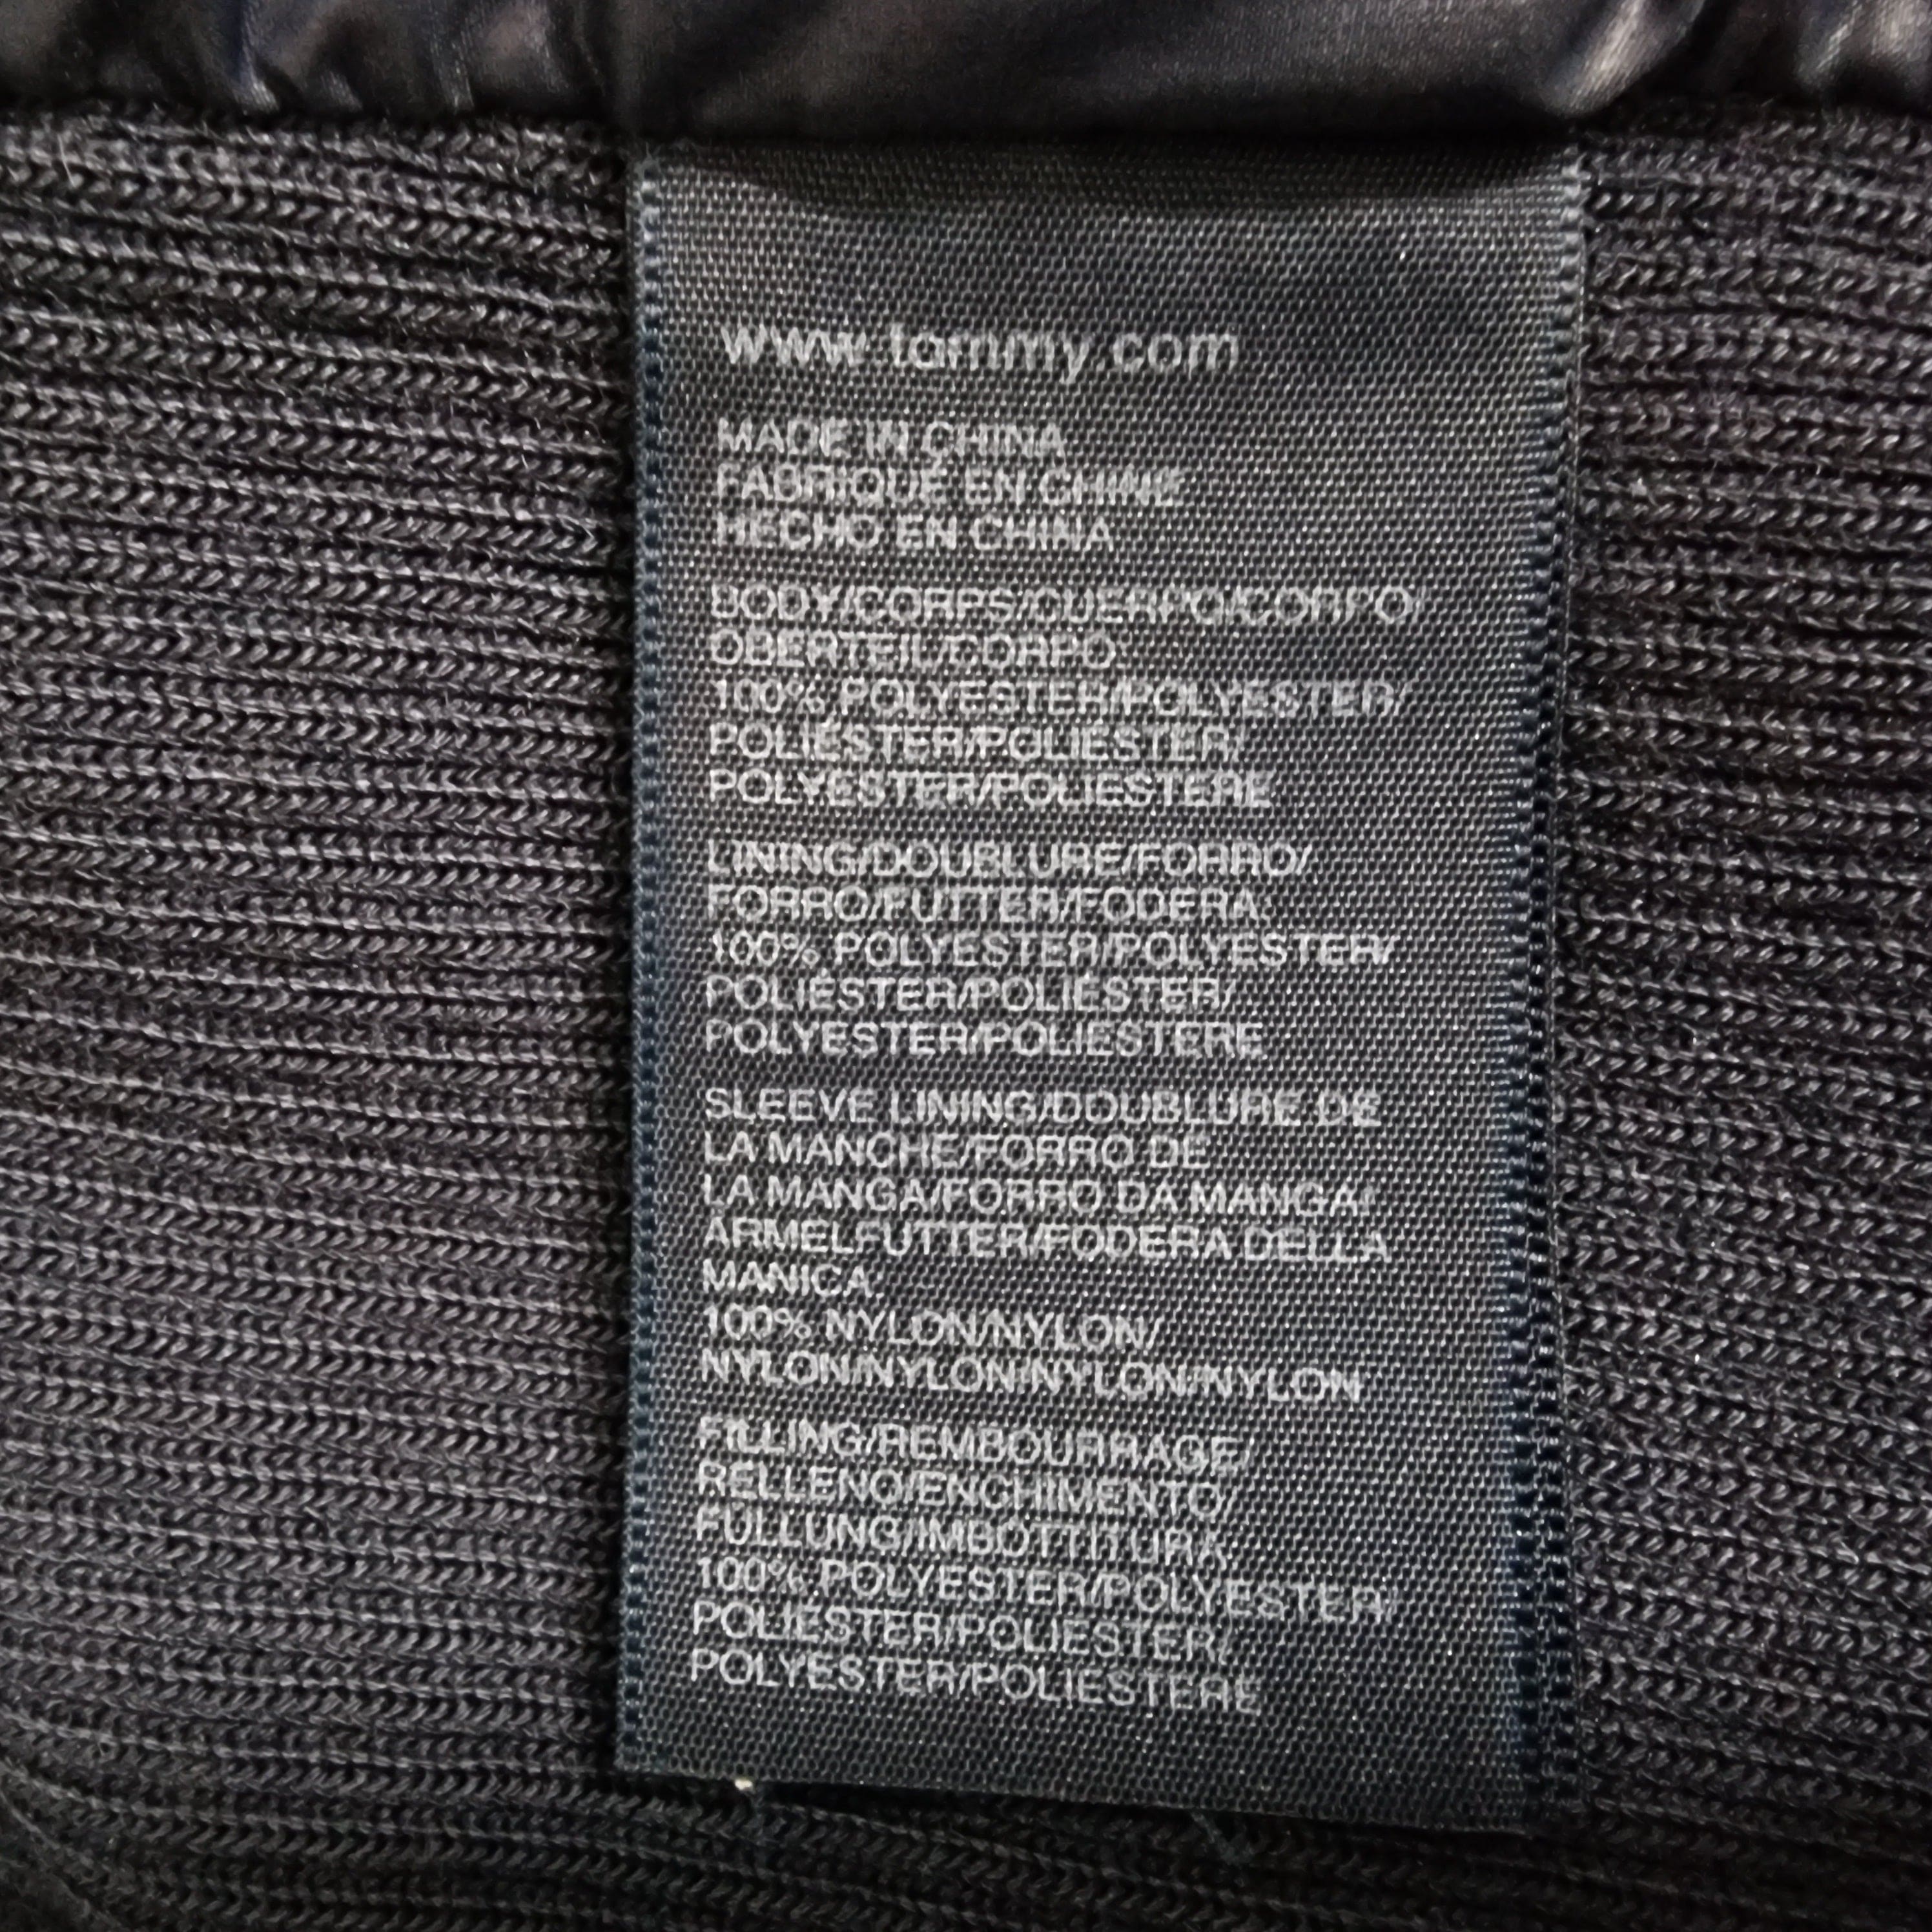 www.tommy.com
MADE IN CHINA
FABRIQUÉ EN CHINE
HECHO EN CHINA
BODY/CORPS/CUERPO/CORPO/
OBERTEIL/CORPO
100% POLYESTER/POLYESTER/
POLIÉSTER/POLIÉSTER/
POLYESTER/POLIESTERE
LINING/DOUBLURE/FORRO/
FORRO/FUTTER/FODERA
100% POLYESTER/POLYESTER/
POLIÉSTER/POLIÉSTER/
POLYESTER/POLIESTERE
SLEEVE LINING/DOUBLURE DE
LA MANCHE/FORRO DE
LA MANGA/FORRO DA MANGA/
ARMELFUTTER/FODERA DELLA
MANICA
100% NYLON/NYLON/
NYLON/NYLON/NYLON/NYLON
FILLING/REMBOURRAGE/
RELLENO/ENCHIMENTO/
FÜLLUNG/IMBOTTITURA
100% POLYESTER/POLYESTER/
POLIÉSTER/POLIÉSTER/
POLYESTER/POLIESTERE